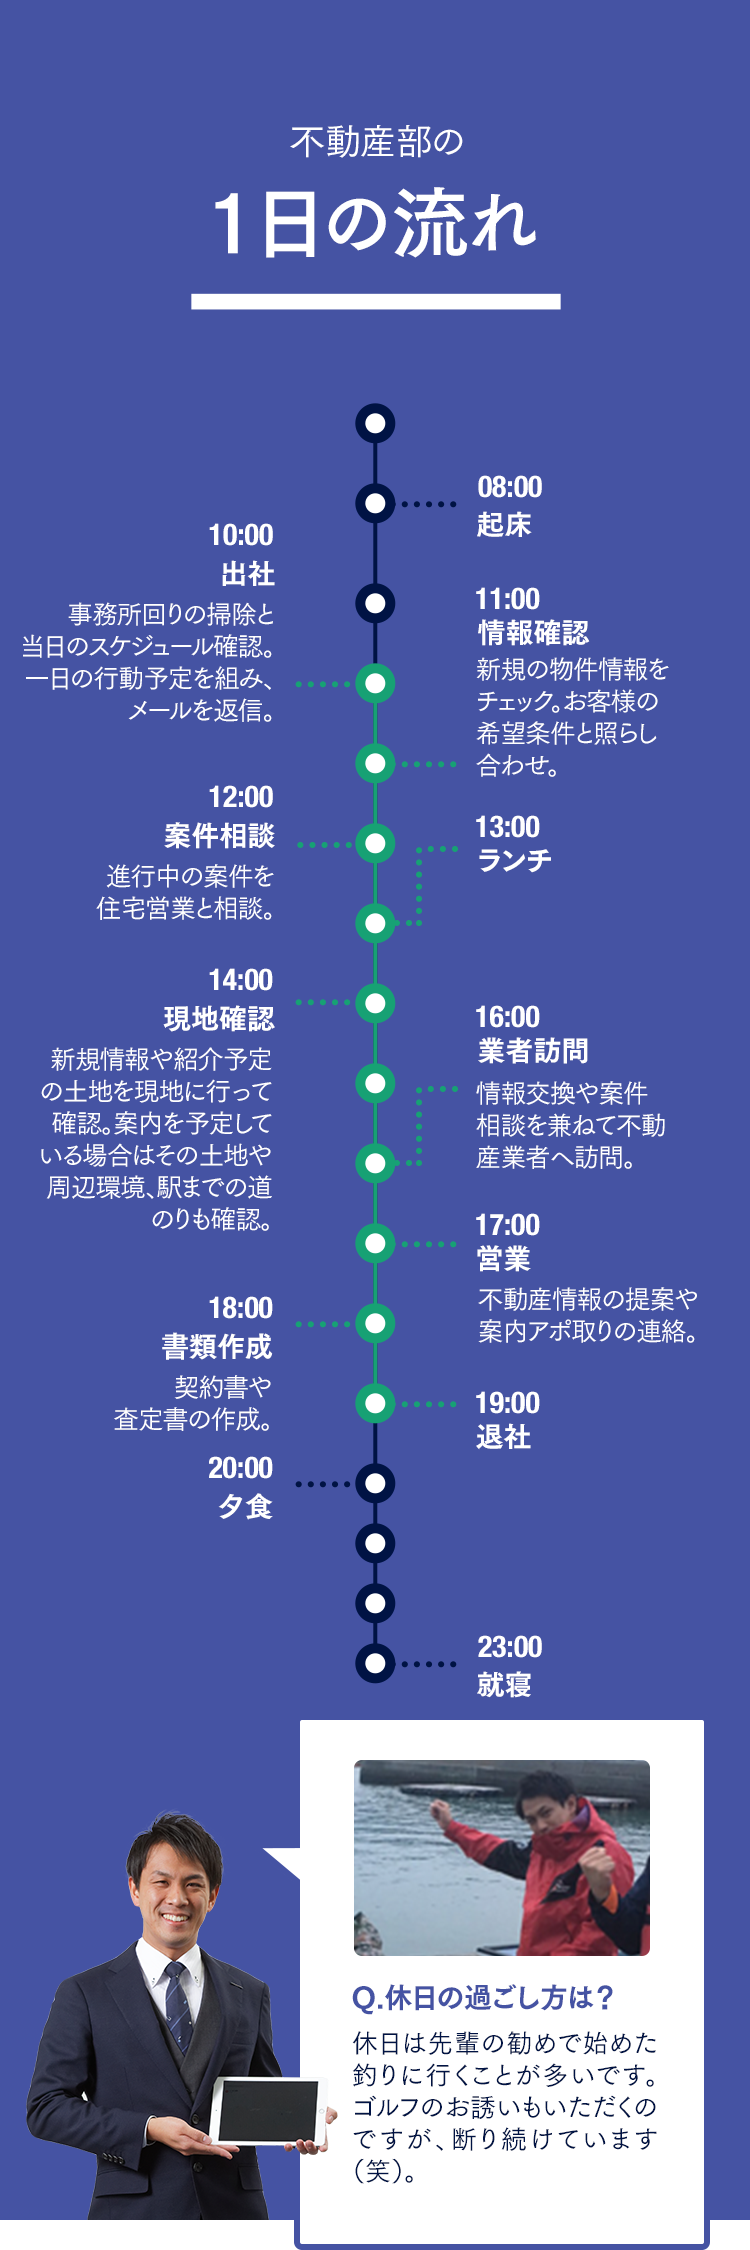 不動産部の
1日の流れ
08:00
起床
10:00
出社
事務所回りの掃除と
当日のスケジュール確認。
一日の行動予定を組み、
メールを返信。
11:00
情報確認
新規の物件情報を
チェック。お客様の
希望条件と照らし
合わせ。
12:00
案件相談
進行中の案件を
住宅営業と相談。
13:00
ランチ
14:00
現地確認
新規情報や紹介予定
の土地を現地に行って
確認。案内を予定して
いる場合はその土地や
周辺環境、駅までの道
のりも確認。
16:00
業者訪問
情報交換や案件
相談を兼ねて不動
産業者へ訪問。
17:00
営業
不動産情報の提案や
案内アポ取りの連絡。
18:00
書類作成
契約書や
査定書の作成。
19:00
退社
20:00
夕食
23:00
就寝
Q.休日の過ごし方は？
休日は先輩の勧めで始めた
釣りに行くことが多いです。
ゴルフのお誘いもいただくの
ですが、断り続けています
（笑）。